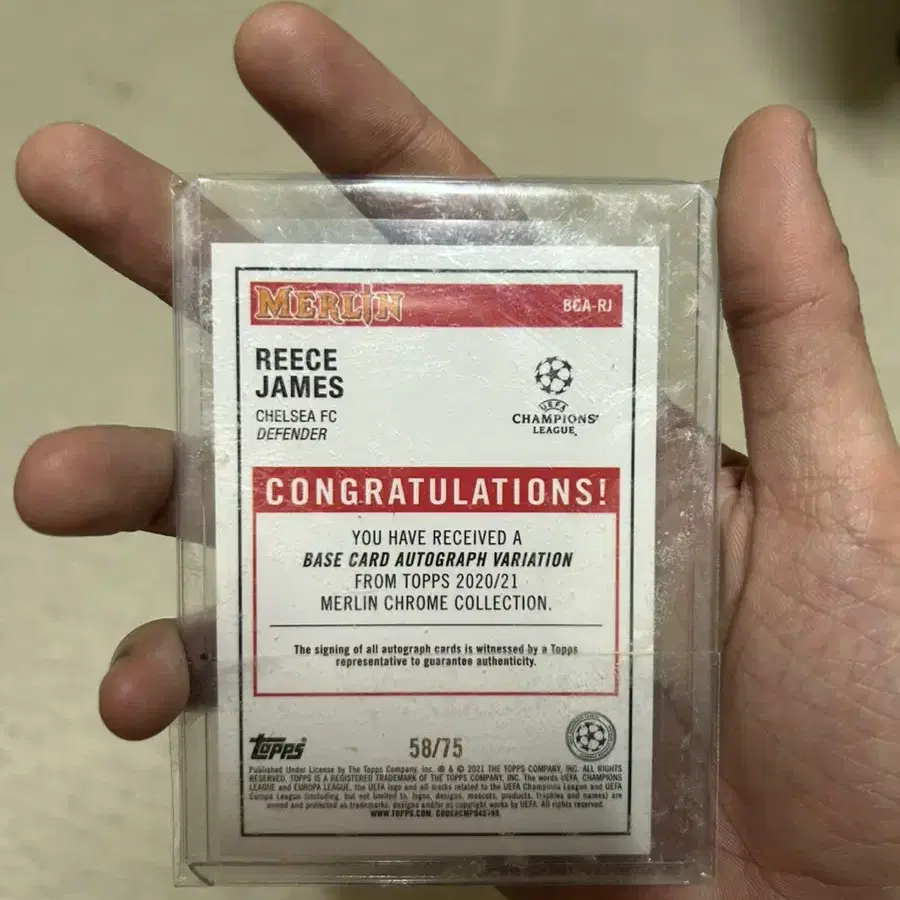 MERLIN
BCA-RJ
REECE
JAMES
CHELSEA FC
DEFENDER
UEFA
CHAMPIONS
LEAGUE
CONGRATULATIONS!
YOU HAVE RECEIVED A
BASE CARD AUTOGRAPH VARIATION
FROM TOPPS 2020/21
MERLIN CHROME COLLECTION.
The signing of all autograph cards is witnessed by a Topps
representative to guarantee authenticity.
topps
58/75
Published Under License by The Topps Company, Inc. ® & © 2021 THE TOPPS COMPANY, INC. ALL RIGHTS
RESERVED. TOPPS IS A REGISTERED TRADEMARK OF THE TOPPS COMPANY, INC. The words UEFA, CHAMPIONS
LEAGUE and EUROPA LEAGUE, the UEFA logo and all marks related to the UEFA Champions League and UEFA
Europa League (including, but not limited to, logos, designs, mascots, products, trophies and names) are
owned and protected as trademarks, designs and/or as copyright works by UEFA. All rights reserved.
WWW.TOPPS.COM.